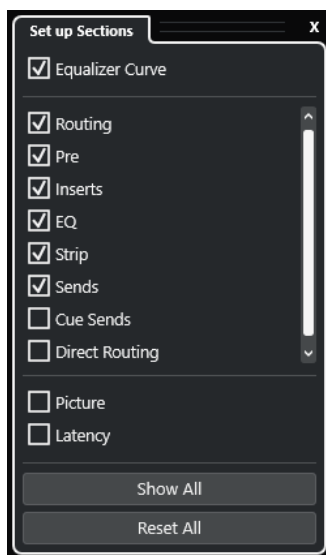 Set up Sections X
Equalizer Curve
Routing
Pre
Inserts
EQ
Strip
Sends
Cue Sends
Direct Routing
Picture
Latency
Show All
Reset All